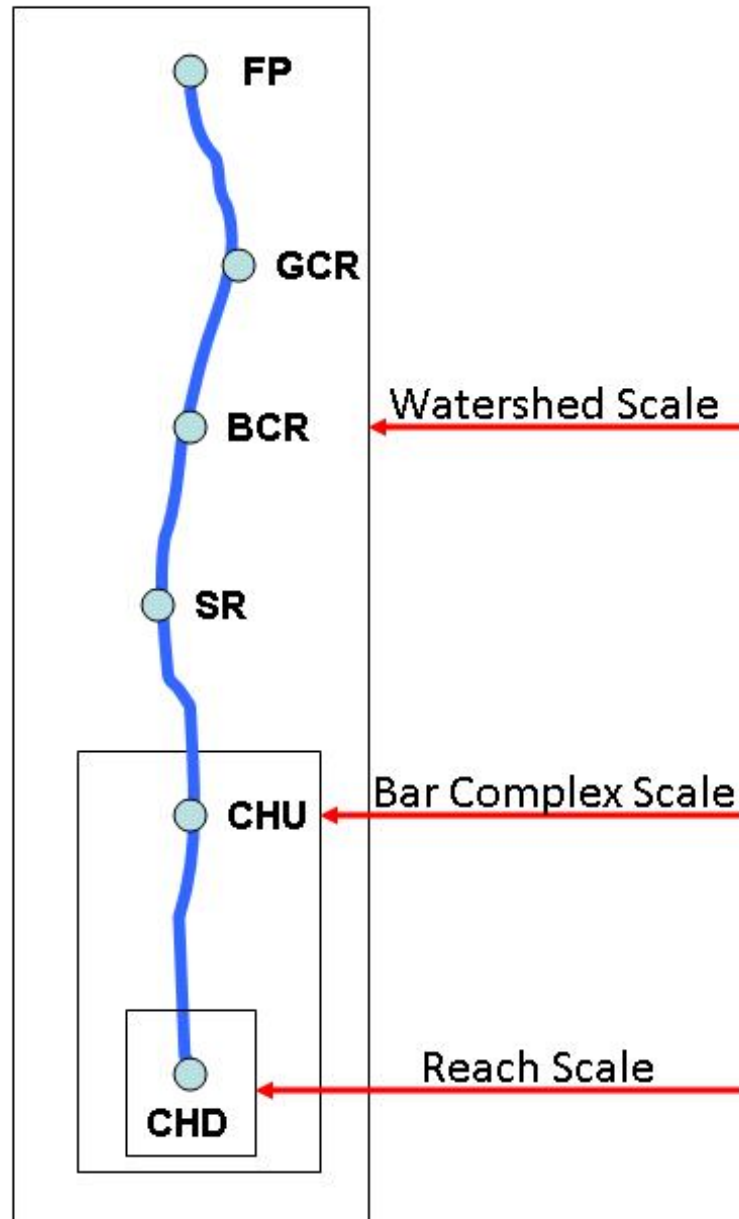 FP
GCR
Watershed Scale
BCR
SR
Bar Complex Scale
CHU
Reach Scale
CHD